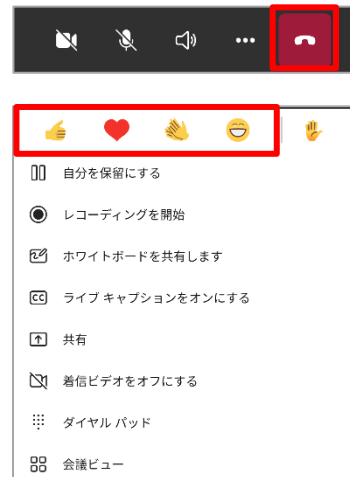 自分を保留にする
レコーディングを開始
ホワイトボードを共有します
CC ライブ キャプションをオンにする
共有
着信ビデオをオフにする
ダイヤル パッド
会議ビュー